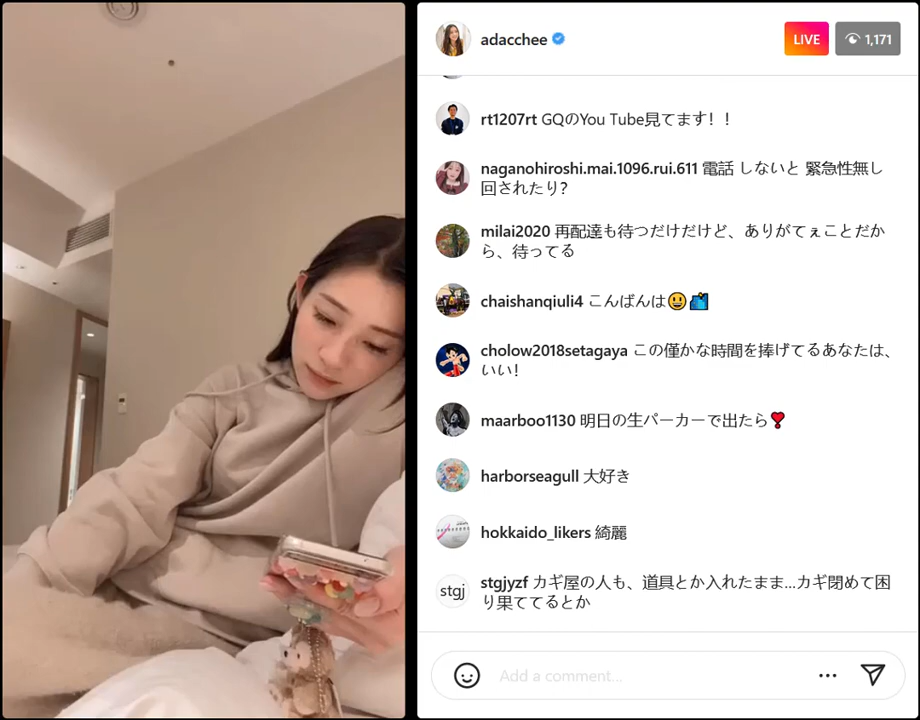 adacchee
LIVE
1,171
rt1207rt GQのYou Tube見てます！！
naganohiroshi.mai.1096.rui.611 電話 しないと 緊急性無し
回されたり?
milai2020 再配達も待つだけだけど、ありがてぇことだか
ら、待ってる
chaishanqiuli4 こんばんは😃🌊
cholow2018setagaya この僅かな時間を捧げてるあなたは、
いい!
maarboo1130 明日の生パーカーで出たら❣️
harborseagull 大好き
hokkaido_likers 綺麗
stgj
stgjyzf カギ屋の人も、道具とか入れたまま...カギ閉めて困
り果ててるとか
Add a comment...